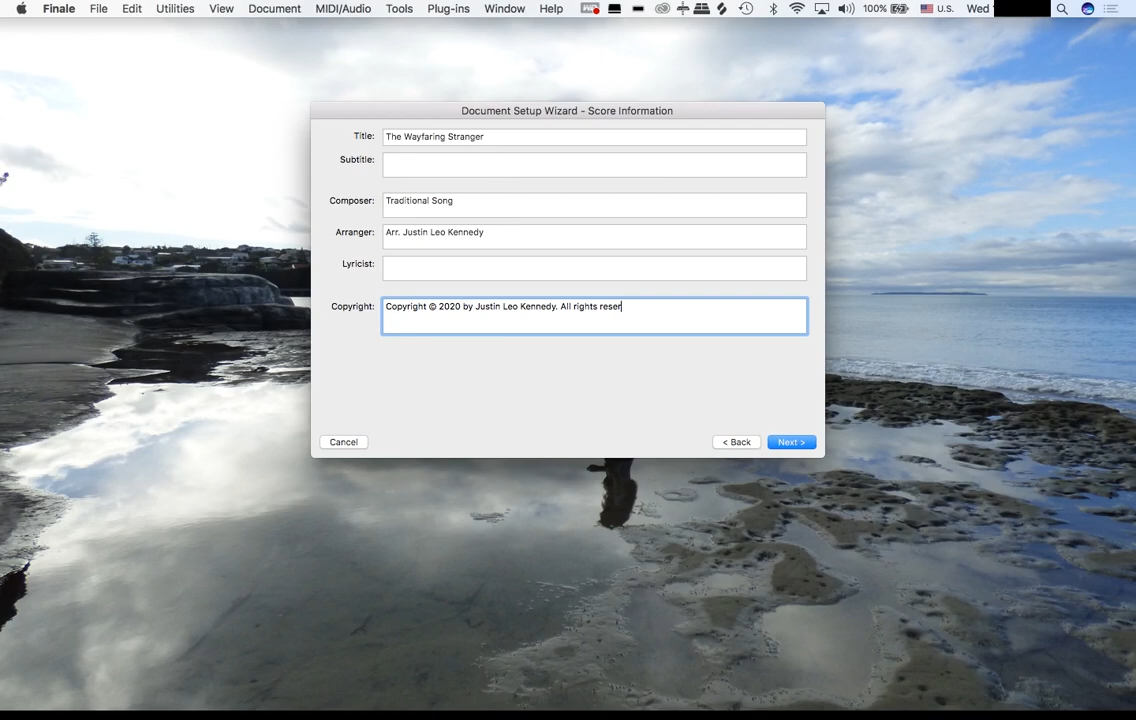 Finale File Edit Utilities View Document MIDI/Audio Tools Plug-ins Window Help 100% U.S. Wed
Document Setup Wizard - Score Information
Title: The Wayfaring Stranger
Subtitle:
Composer: Traditional Song
Arranger: Arr. Justin Leo Kennedy
Lyricist:
Copyright: Copyright © 2020 by Justin Leo Kennedy. All rights reser
Cancel < Back Next >